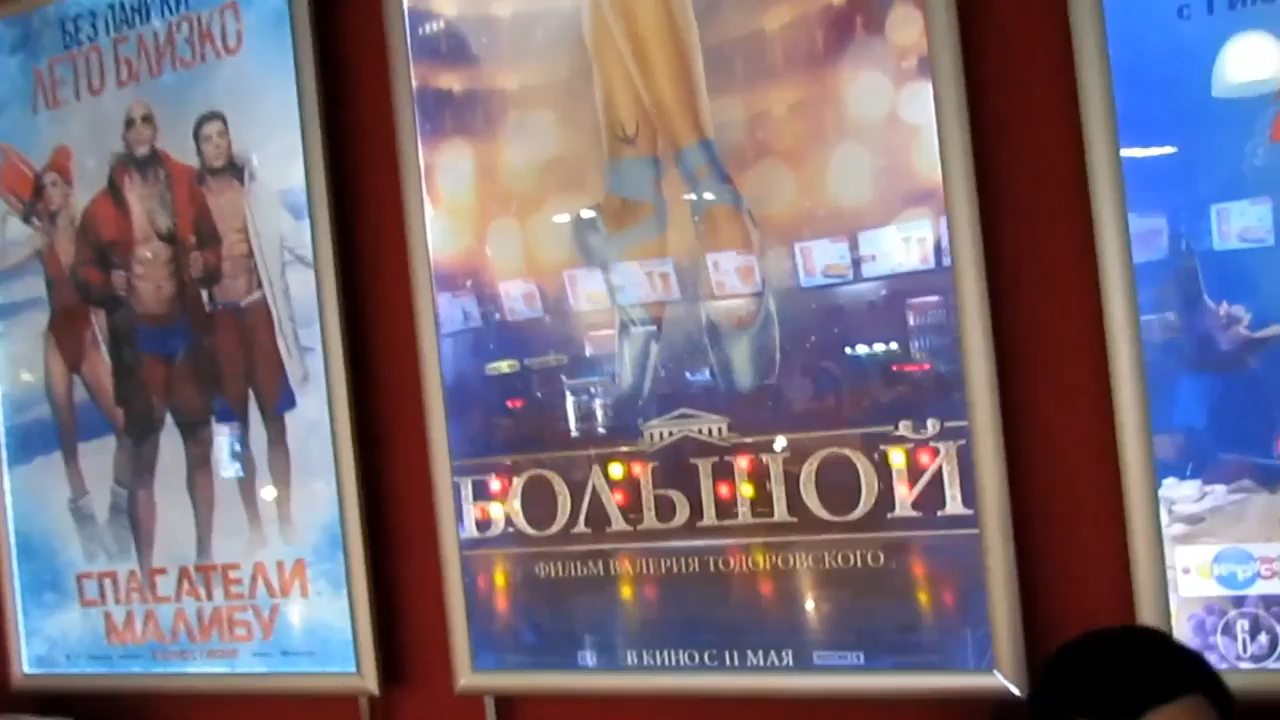 БЕЗ ПАНИКИ
ЛЕТО БЛИЗКО
СПАСАТЕЛИ
МАЛИБУ
БОЛЬШОЙ
ФИЛЬМ ВАЛЕРИЯ ТОДОРОВСКОГО
В КИНО С 11 МАЯ
6+